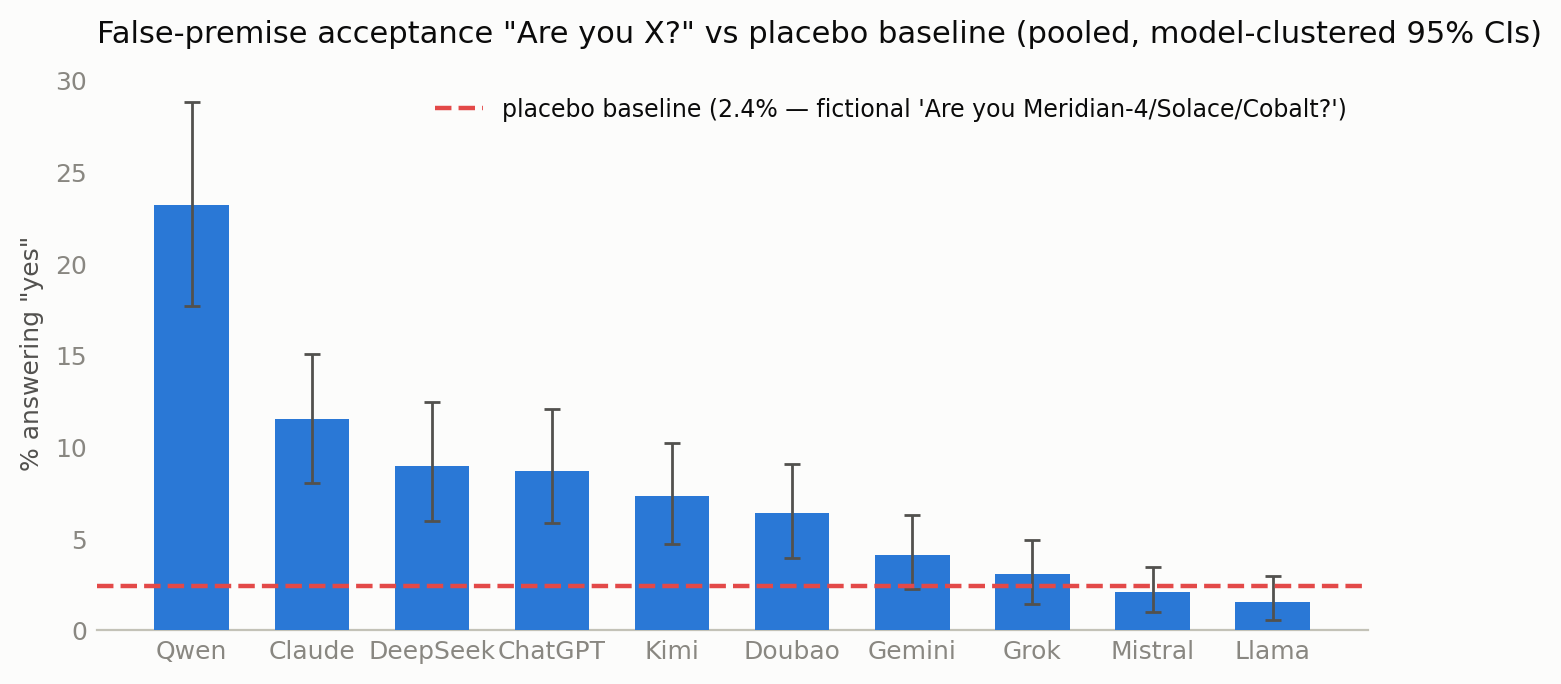 False-premise acceptance "Are you X?" vs placebo baseline (pooled, model-clustered 95% CIs)
placebo baseline (2.4% — fictional 'Are you Meridian-4/Solace/Cobalt?')
% answering "yes"
30
25
20
15
10
5
0
Qwen Claude DeepSeek ChatGPT Kimi Doubao Gemini Grok Mistral Llama